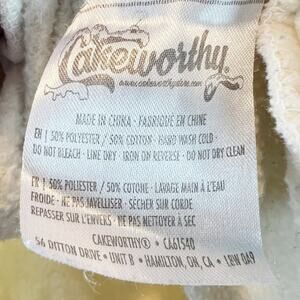 Cakeworthy
www.cakeworthystore.com
MADE IN CHINA · FABRIQUÉ EN CHINE
EN | 50% POLYESTER / 50% COTTON · HAND WASH COLD ·
DO NOT BLEACH · LINE DRY · IRON ON REVERSE · DO NOT DRY CLEAN
FR | 50% POLIESTER / 50% COTONE · LAVAGE MAIN À L'EAU
FROIDE · NE PAS JAVELLISER · SÉCHER SUR CORDE
REPASSER SUR L'ENVERS · NE PAS NETTOYER À SEC
CAKEWORTHY® · CA61540
56 DITTON DRIVE · UNIT B · HAMILTON, ON, CA · L8W 0A9